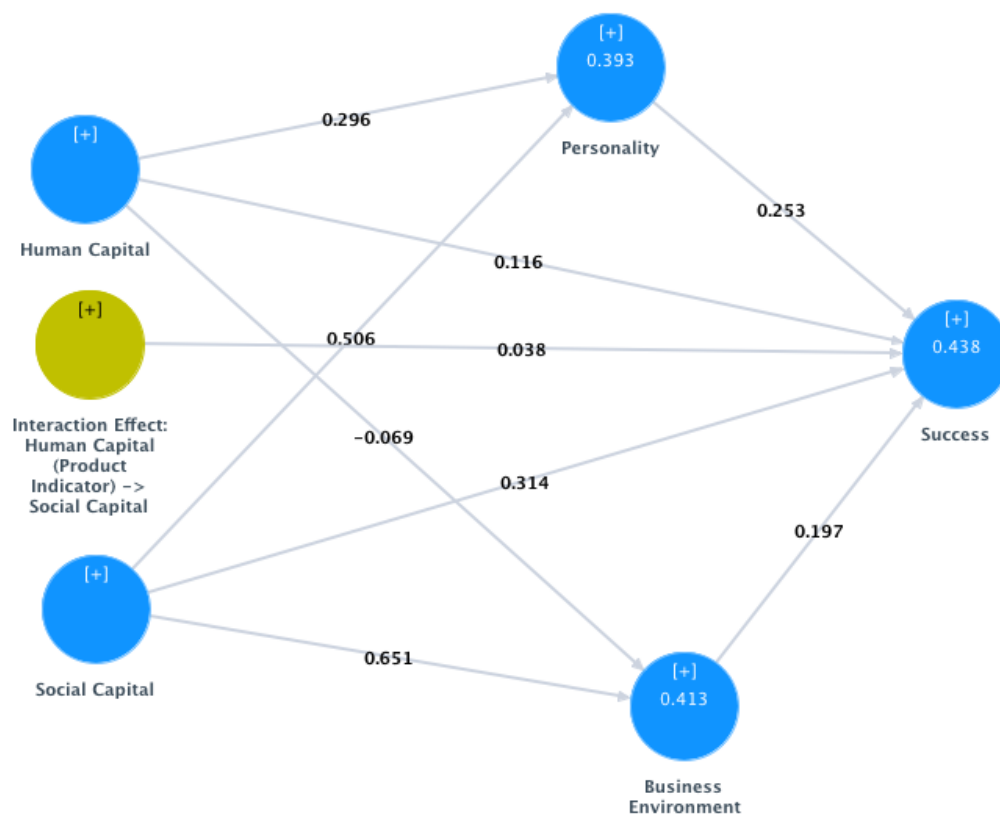 [+]
0.393
Personality
0.296
[+]
Human Capital
0.253
0.116
[+]
0.506
0.038
[+]
0.438
Success
Interaction Effect:
Human Capital
(Product
Indicator) –>
Social Capital
–0.069
0.314
0.197
[+]
Social Capital
0.651
[+]
0.413
Business
Environment